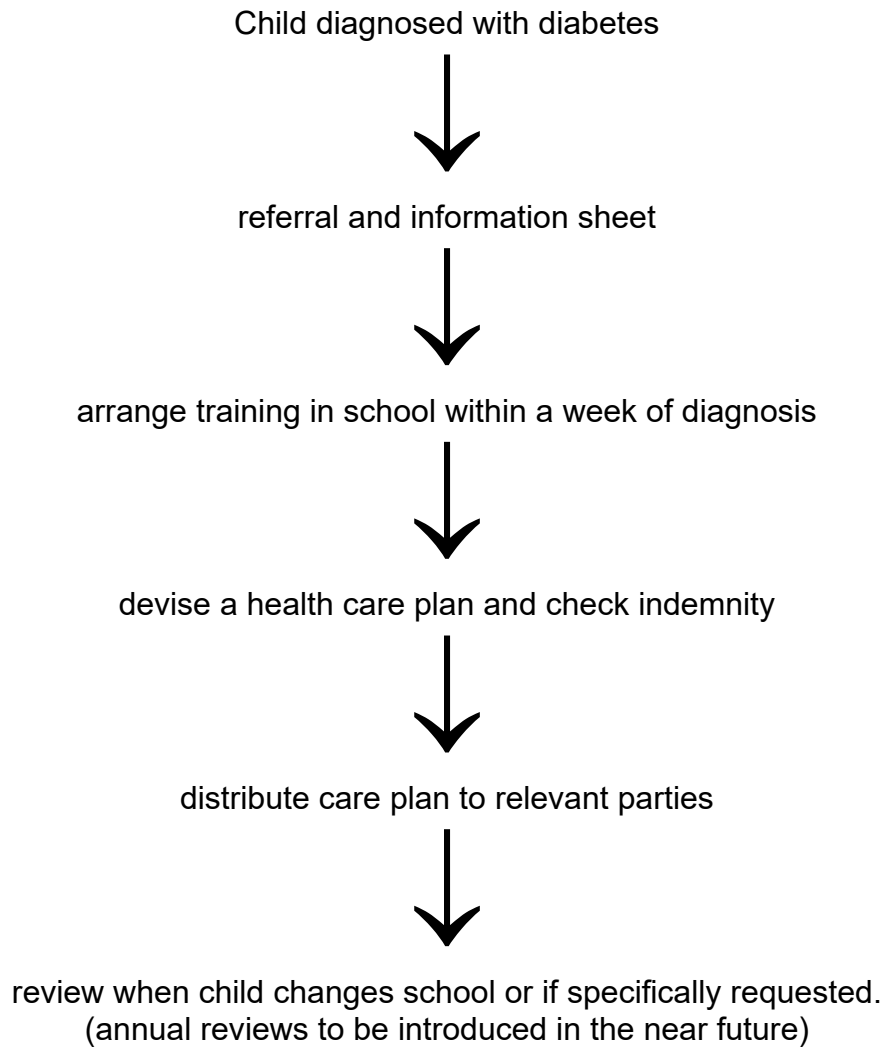 Child diagnosed with diabetes
referral and information sheet
arrange training in school within a week of diagnosis
devise a health care plan and check indemnity
distribute care plan to relevant parties
review when child changes school or if specifically requested.
(annual reviews to be introduced in the near future)